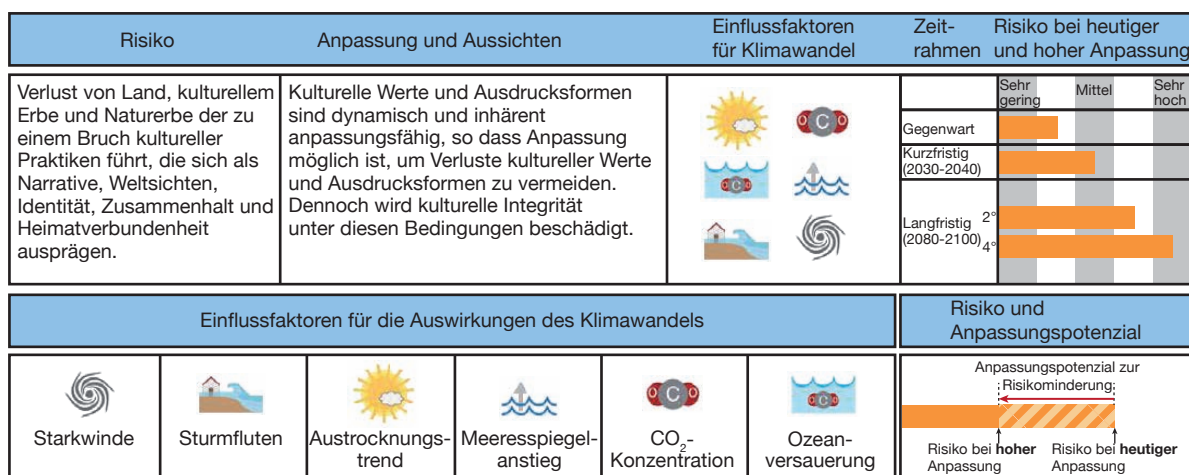 Risiko
Anpassung und Aussichten
Einflussfaktoren
für Klimawandel
Zeit-
rahmen
Risiko bei heutiger
und hoher Anpassung
Verlust von Land, kulturellem
Erbe und Naturerbe der zu
einem Bruch kultureller
Praktiken führt, die sich als
Narrative, Weltsichten,
Identität, Zusammenhalt und
Heimatverbundenheit
ausprägen.
Kulturelle Werte und Ausdrucksformen
sind dynamisch und inhärent
anpassungsfähig, so dass Anpassung
möglich ist, um Verluste kultureller Werte
und Ausdrucksformen zu vermeiden.
Dennoch wird kulturelle Integrität
unter diesen Bedingungen beschädigt.
O C O
O C O
Sehr
gering
Mittel
Sehr
hoch
Gegenwart
Kurzfristig
(2030-2040)
Langfristig
(2080-2100)
2°
4°
Einflussfaktoren für die Auswirkungen des Klimawandels
Risiko und
Anpassungspotenzial
Starkwinde
Sturmfluten
Austrocknungs-
trend
Meeresspiegel-
anstieg
O C O
CO₂-
Konzentration
O C O
Ozean-
versauerung
Anpassungspotenzial zur
Risikominderung
Risiko bei hoher
Anpassung
Risiko bei heutiger
Anpassung